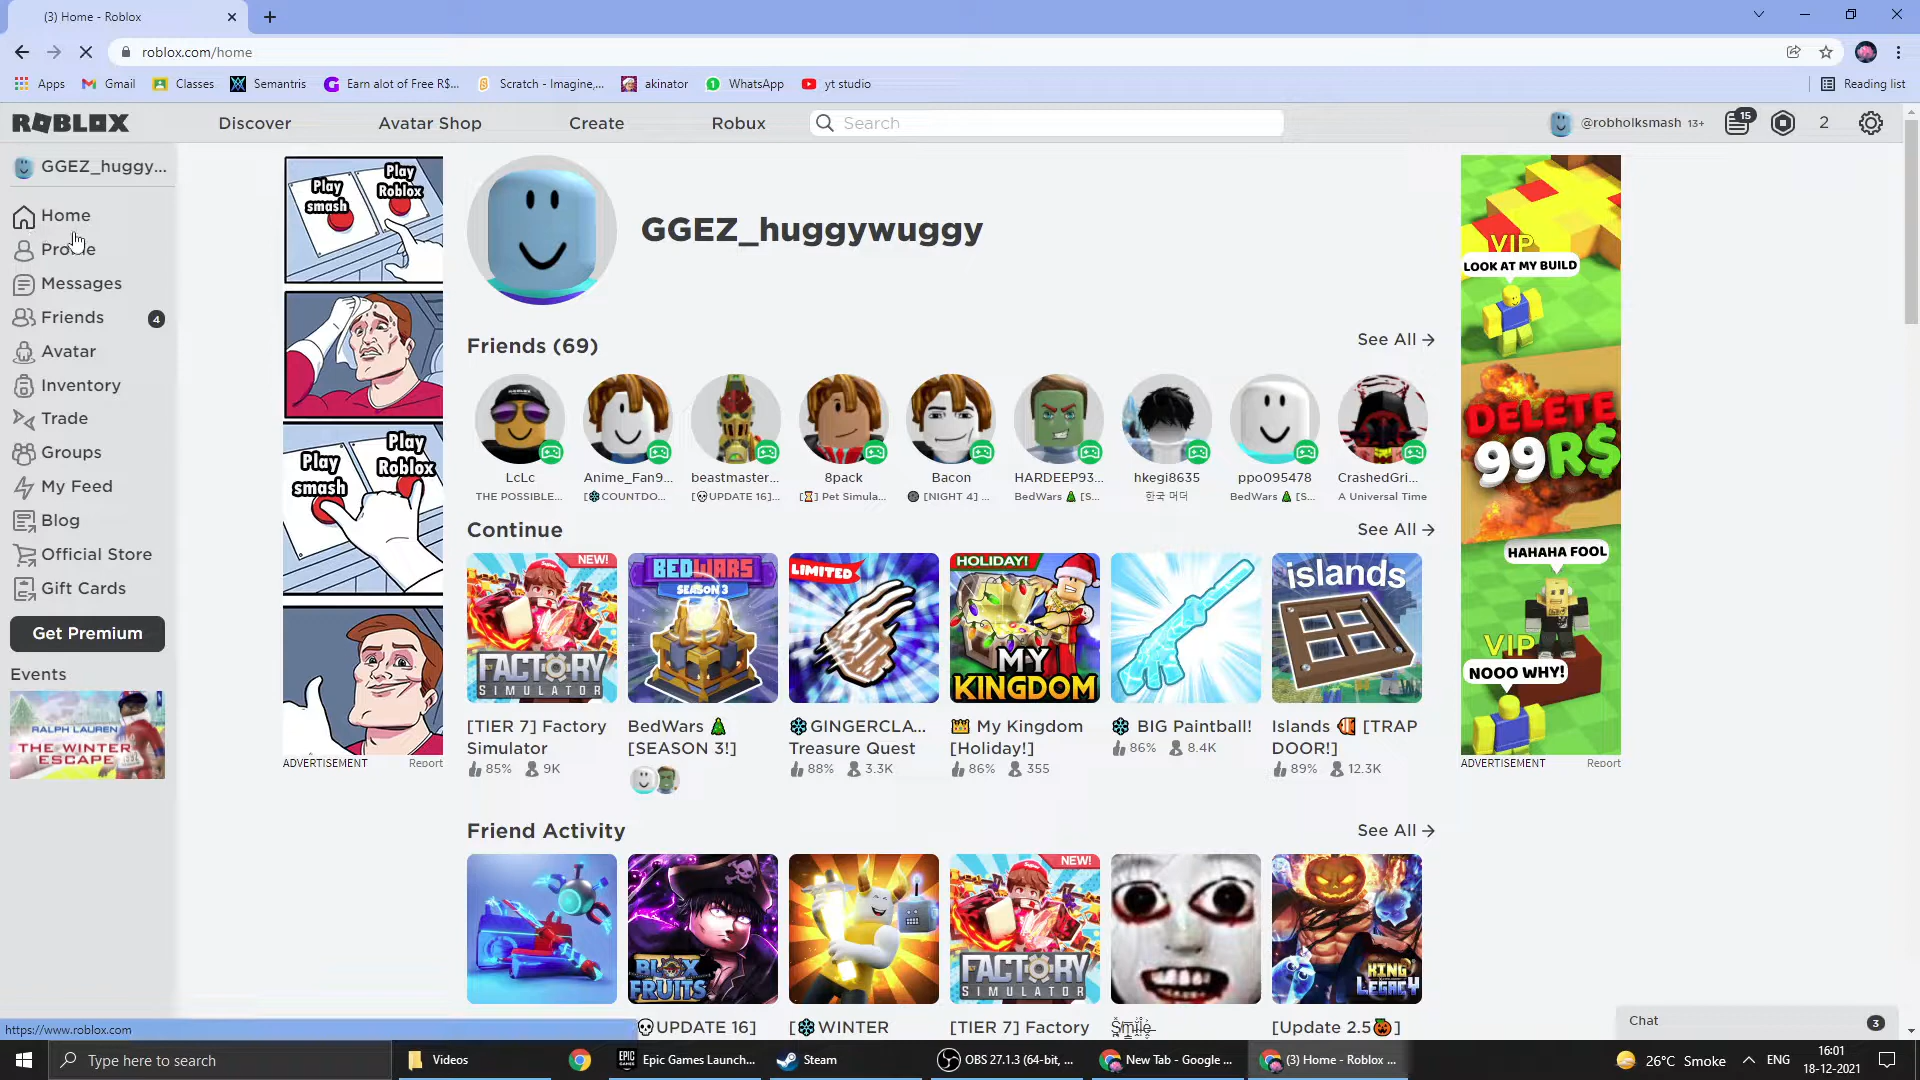 (3) Home - Roblox
roblox.com/home
Apps
Gmail
Classes
Semantris
Earn alot of Free R$...
Scratch - Imagine,...
akinator
WhatsApp
yt studio
Reading list
ROBLOX
Discover
Avatar Shop
Create
Robux
Search
@robholksmash 13+
15
2
GGEZ_huggy...
Home
Profile
Messages
Friends
4
Avatar
Inventory
Trade
Groups
My Feed
Blog
Official Store
Gift Cards
Get Premium
Events
RALPH LAUREN
THE WINTER
ESCAPE
Play
smash
Play
Roblox
Play
smash
Play
Roblox
ADVERTISEMENT
Report
GGEZ_huggywuggy
Friends (69)
See All →
LcLc
THE POSSIBLE...
Anime_Fan9...
[❄COUNTDO...
beastmaster...
[💀UPDATE 16]...
8pack
[⌛] Pet Simula...
Bacon
🌑 [NIGHT 4] ...
HARDEEP93...
BedWars 🎄 [S...
hkegi8635
한국 머더
ppo095478
BedWars 🎄 [S...
CrashedGri...
A Universal Time
Continue
See All →
NEW!
FACTORY
SIMULATOR
BEDWARS
SEASON 3
LIMITED
HOLIDAY!
MY
KINGDOM
islands
[TIER 7] Factory
Simulator
85% 9K
BedWars 🎄
[SEASON 3!]
❄GINGERCLA...
Treasure Quest
88% 3.3K
👑 My Kingdom
[Holiday!]
86% 355
❄ BIG Paintball!
86% 8.4K
Islands 🐠 [TRAP
DOOR!]
89% 12.3K
Friend Activity
See All →
BLOX
FRUITS
NEW!
FACTORY
SIMULATOR
KING
LEGACY
💀UPDATE 16]
[❄WINTER
[TIER 7] Factory
Smile
[Update 2.5🎃]
VIP
LOOK AT MY BUILD
DELETE
99R$
HAHAHA FOOL
VIP
NOOO WHY!
ADVERTISEMENT
Report
Chat
3
https://www.roblox.com
Type here to search
Videos
EPIC
Epic Games Launch...
Steam
OBS 27.1.3 (64-bit, ...
New Tab - Google ...
(3) Home - Roblox ...
26°C Smoke
ENG
16:01
18-12-2021